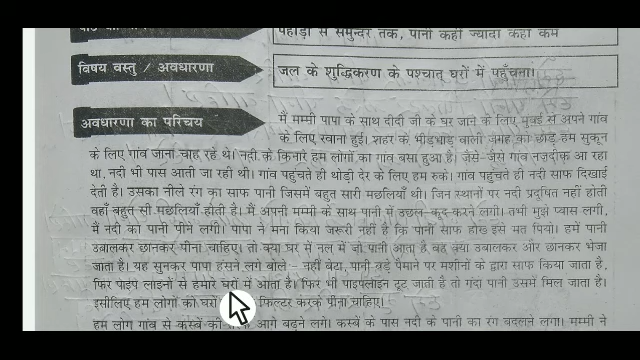 पहाड़ों से समुन्दर तक, पानी कहीं ज्यादा कहीं कम
विषय वस्तु / अवधारणा
जल के शुद्धिकरण के पश्चात् घरों में पहुँचना।
अवधारणा का परिचय
मैं मम्मी पापा के साथ दीदी जी के घर जाने के लिए मुंबई से अपने गांव
के लिए रवाना हुई। शहर के भीड़भाड़ वाली जगह को छोड़ हम सुकून
के लिए गांव जाना चाह रहे थे। नदी के किनारे हम लोगों का गांव बसा हुआ है। जैसे-जैसे गांव नज़दीक आ रहा
था, नदी भी पास आती जा रही थी। गांव पहुंचते ही थोड़ी देर के लिए हम रुके। गांव पहुंचते ही नदी साफ दिखाई
देती है। उसका नीले रंग का साफ पानी जिसमें बहुत सारी मछलियाँ थी। जिन स्थानों पर नदी प्रदूषित नहीं होती
वहाँ बहुत सी मछलियाँ होती है। मैं अपनी मम्मी के साथ पानी में उछल-कूद करने लगी। तभी मुझे प्यास लगी,
मैं नदी का पानी पीने लगी। पापा ने मना किया जरूरी नहीं है कि पानी साफ हो इसे मत पियो। हमें पानी
उबालकर छानकर पीना चाहिए। तो क्या घर में नल में जो पानी आता है वह क्या उबालकर और छानकर भेजा
जाता है। यह सुनकर पापा हंसने लगे बोले - नहीं बेटा, पानी बड़े पैमाने पर मशीनों के द्वारा साफ किया जाता है,
फिर पाईप लाइनों से हमारे घरों में आता है। फिर भी पाइपलाइन टूट जाती है तो गंदा पानी उसमें मिल जाता है।
इसीलिए हम लोगों को घरों फिल्टर करके पीना चाहिए।
हम लोग गांव से कस्बे की आगे बढ़ने लगे। कस्बे के पास नदी के पानी का रंग बदलने लगा। मम्मी ने